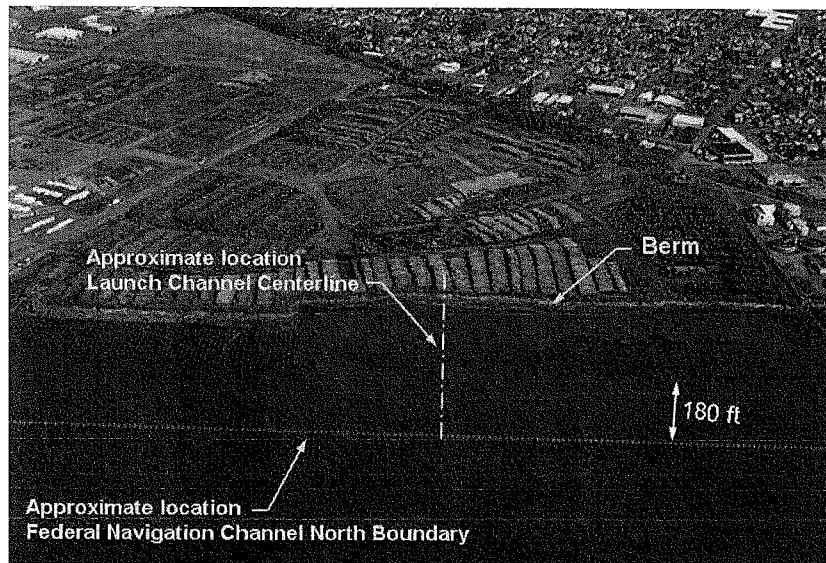 Approximate location
Launch Channel Centerline
Berm
180 ft
Approximate location
Federal Navigation Channel North Boundary